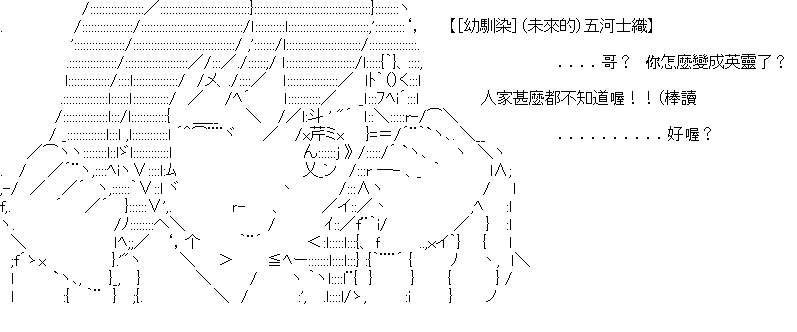 【[幼馴染](未來的)五河士織】
....哥? 你怎麼變成英靈了?
人家甚麼都不知道喔!!(棒讀
..........好喔?